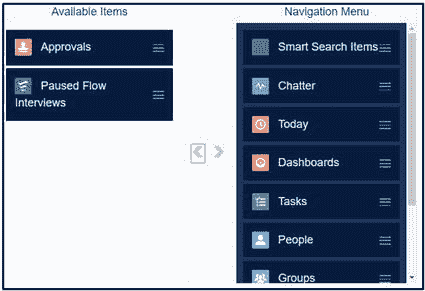 Available Items
Approvals
Paused Flow
Interviews
Navigation Menu
Smart Search Items
Chatter
Today
Dashboards
Tasks
People
Groups